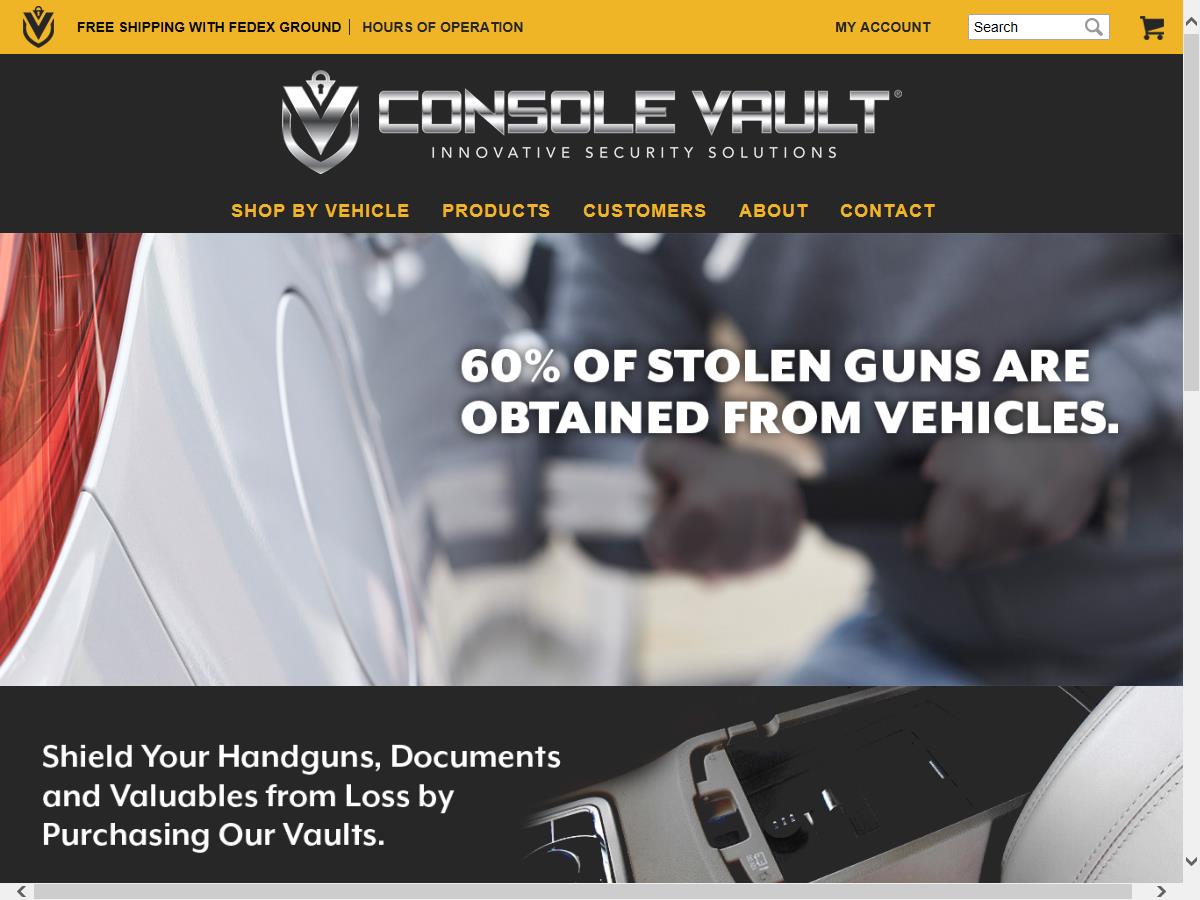 FREE SHIPPING WITH FEDEX GROUND | HOURS OF OPERATION
MY ACCOUNT
Search
CONSOLE VAULT®
INNOVATIVE SECURITY SOLUTIONS
SHOP BY VEHICLE PRODUCTS CUSTOMERS ABOUT CONTACT
60% OF STOLEN GUNS ARE
OBTAINED FROM VEHICLES.
Shield Your Handguns, Documents
and Valuables from Loss by
Purchasing Our Vaults.